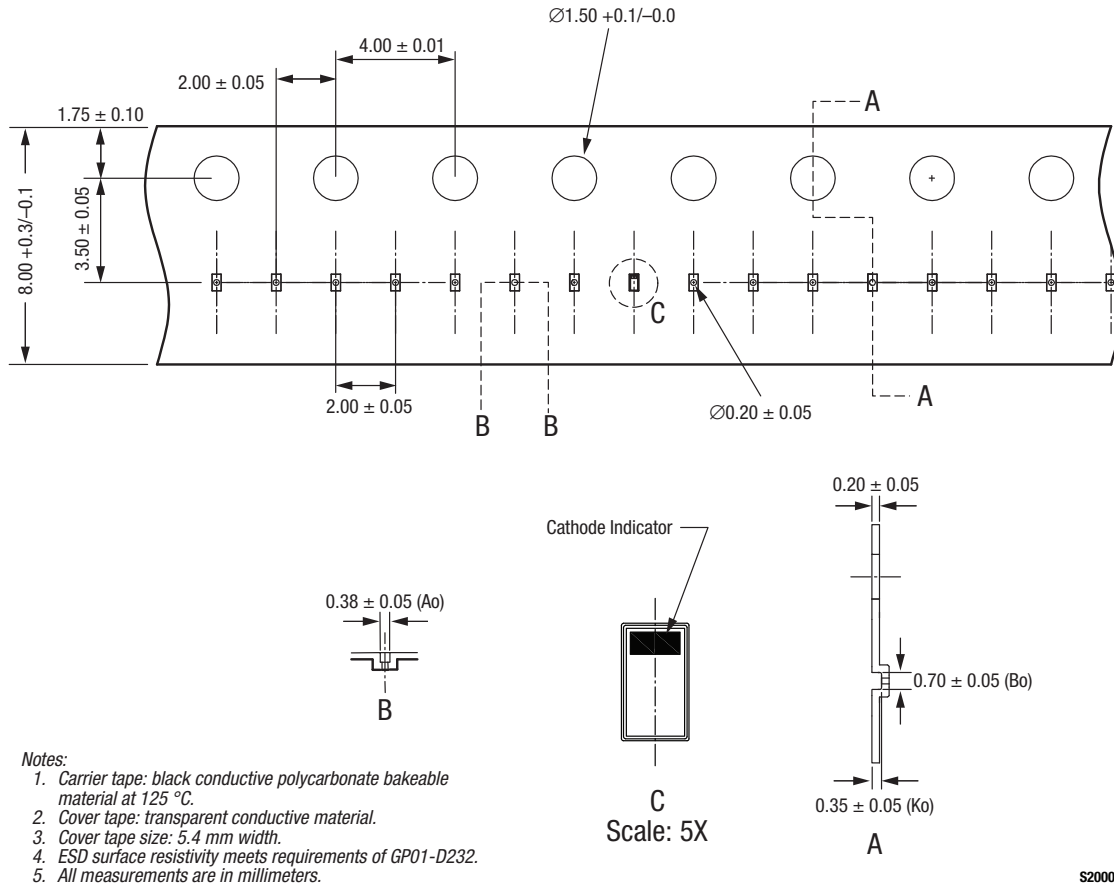 ∅1.50 +0.1/–0.0
4.00 ± 0.01
2.00 ± 0.05
1.75 ± 0.10
A
8.00 +0.3/–0.1
3.50 ± 0.05
C
2.00 ± 0.05
B
B
∅0.20 ± 0.05
A
0.20 ± 0.05
Cathode Indicator
0.38 ± 0.05 (Ao)
0.70 ± 0.05 (Bo)
B
0.35 ± 0.05 (Ko)
C
Scale: 5X
A
Notes:
1. Carrier tape: black conductive polycarbonate bakeable
material at 125 °C.
2. Cover tape: transparent conductive material.
3. Cover tape size: 5.4 mm width.
4. ESD surface resistivity meets requirements of GP01-D232.
5. All measurements are in millimeters.
S2000